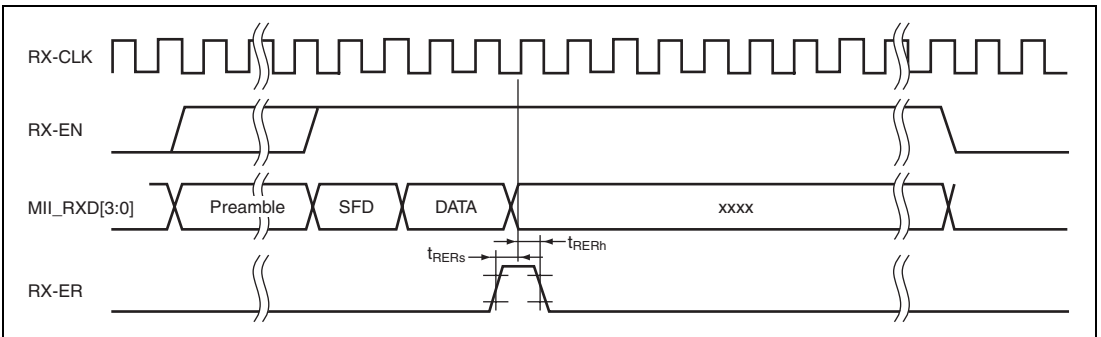 RX-CLK
RX-EN
MII_RXD[3:0]
Preamble
SFD
DATA
xxxx
tRERs
tRERh
RX-ER